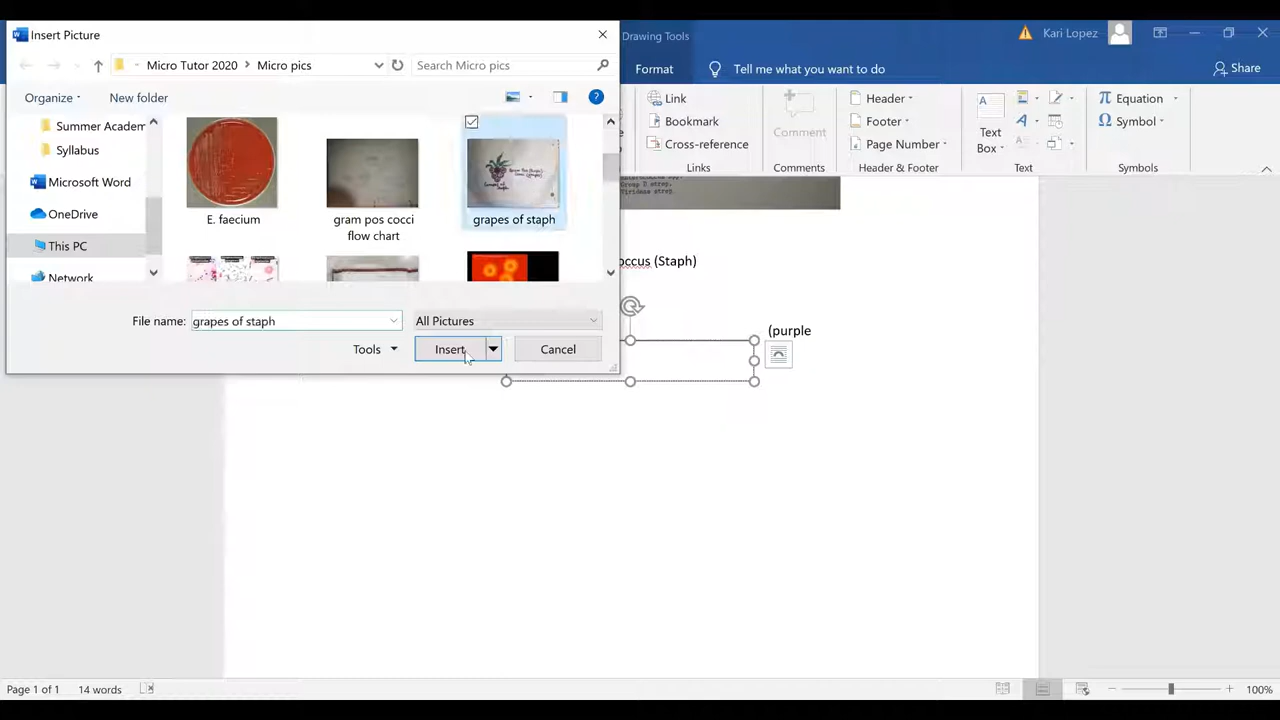 Insert Picture
Drawing Tools
Kari Lopez
Micro Tutor 2020
Micro pics
Search Micro pics
Format
Tell me what you want to do
Share
Organize
New folder
Link
Bookmark
Cross-reference
Links
Comment
Comments
Header
Footer
Page Number
Header & Footer
Text
Box
Text
Equation
Symbol
Symbols
Summer Academ
Syllabus
Microsoft Word
OneDrive
This PC
Network
E. faecium
gram pos cocci
flow chart
grapes of staph
Group D strep.
Viridans strep.
occus (Staph)
(purple
File name:
grapes of staph
All Pictures
Tools
Insert
Cancel
Page 1 of 1
14 words
100%